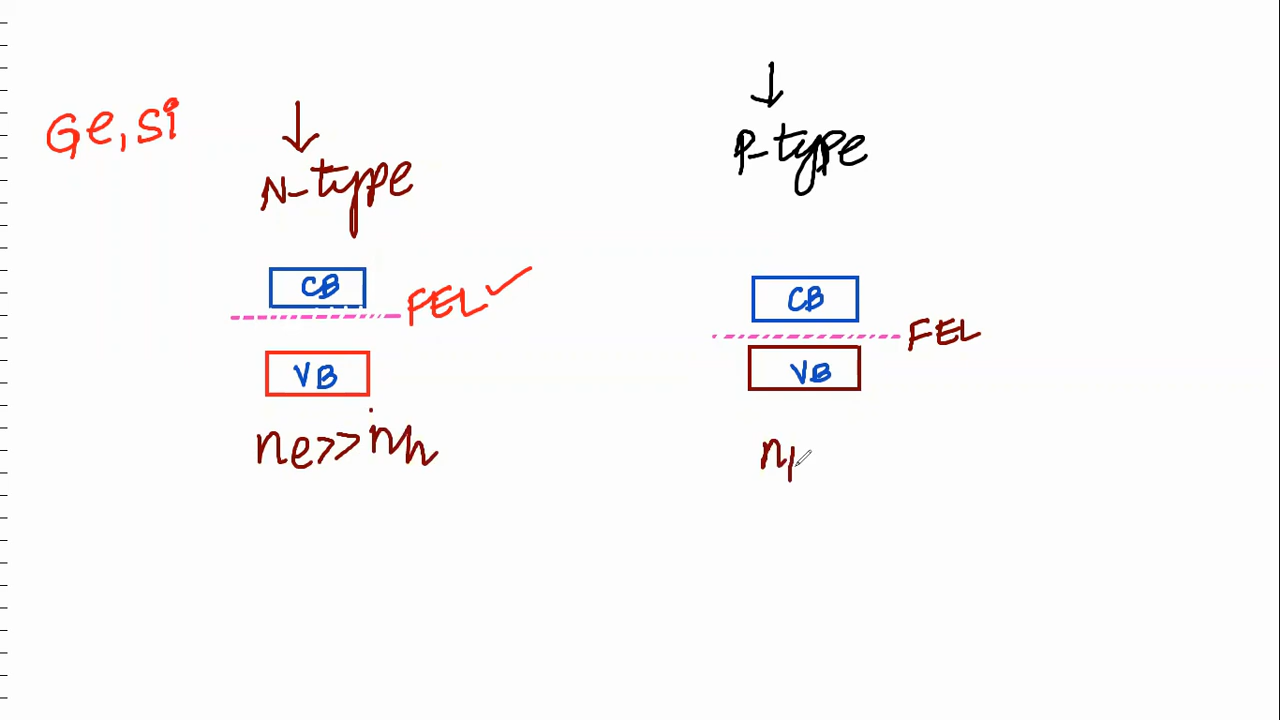 Ge, Si
N-type
CB
FEL ✓
VB
ne>>nh
P-type
CB
FEL
VB
n